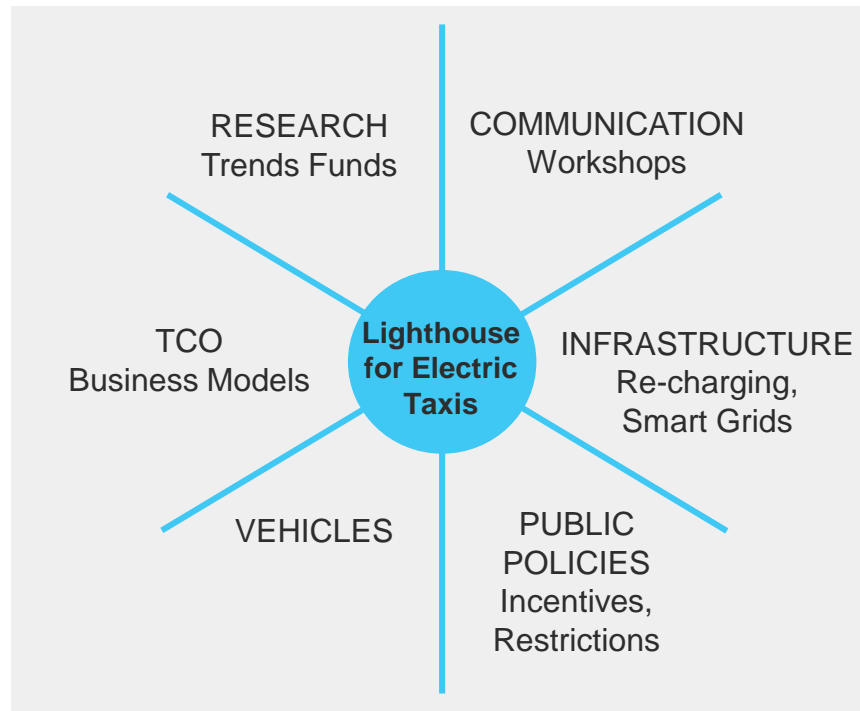 RESEARCH
Trends Funds
COMMUNICATION
Workshops
TCO
Business Models
Lighthouse
for Electric
Taxis
INFRASTRUCTURE
Re-charging,
Smart Grids
VEHICLES
PUBLIC
POLICIES
Incentives,
Restrictions